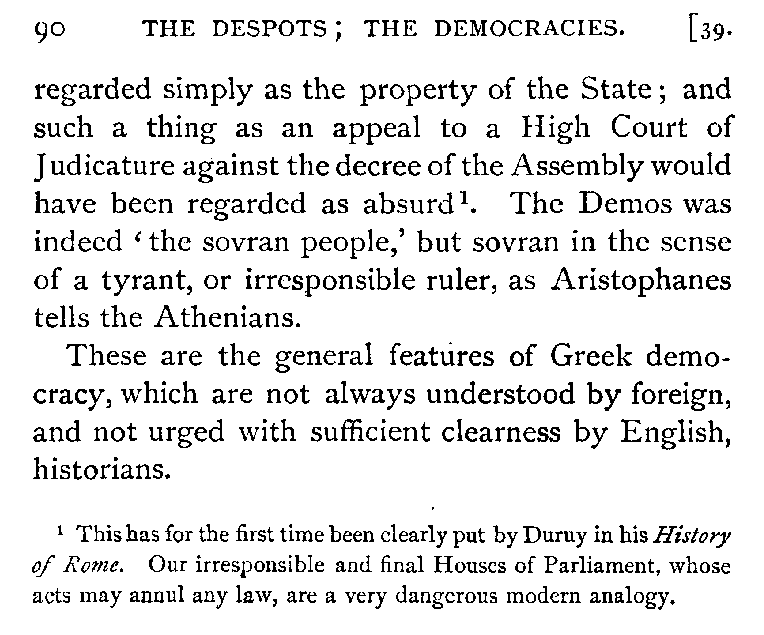 90 THE DESPOTS; THE DEMOCRACIES. [39.
regarded simply as the property of the State; and
such a thing as an appeal to a High Court of
Judicature against the decree of the Assembly would
have been regarded as absurd¹. The Demos was
indeed ‘the sovran people,’ but sovran in the sense
of a tyrant, or irresponsible ruler, as Aristophanes
tells the Athenians.
These are the general features of Greek demo-
cracy, which are not always understood by foreign,
and not urged with sufficient clearness by English,
historians.
¹ This has for the first time been clearly put by Duruy in his History
of Rome. Our irresponsible and final Houses of Parliament, whose
acts may annul any law, are a very dangerous modern analogy.